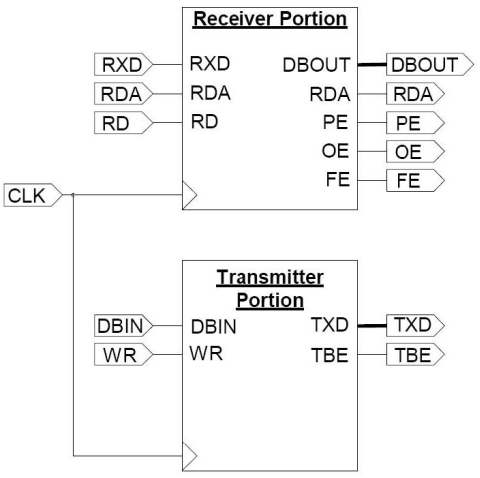 Receiver Portion
RXD RXD DBOUT DBOUT
RDA RDA RDA RDA
RD RD PE PE
OE OE
FE FE
CLK
Transmitter
Portion
DBIN DBIN TXD TXD
WR WR TBE TBE